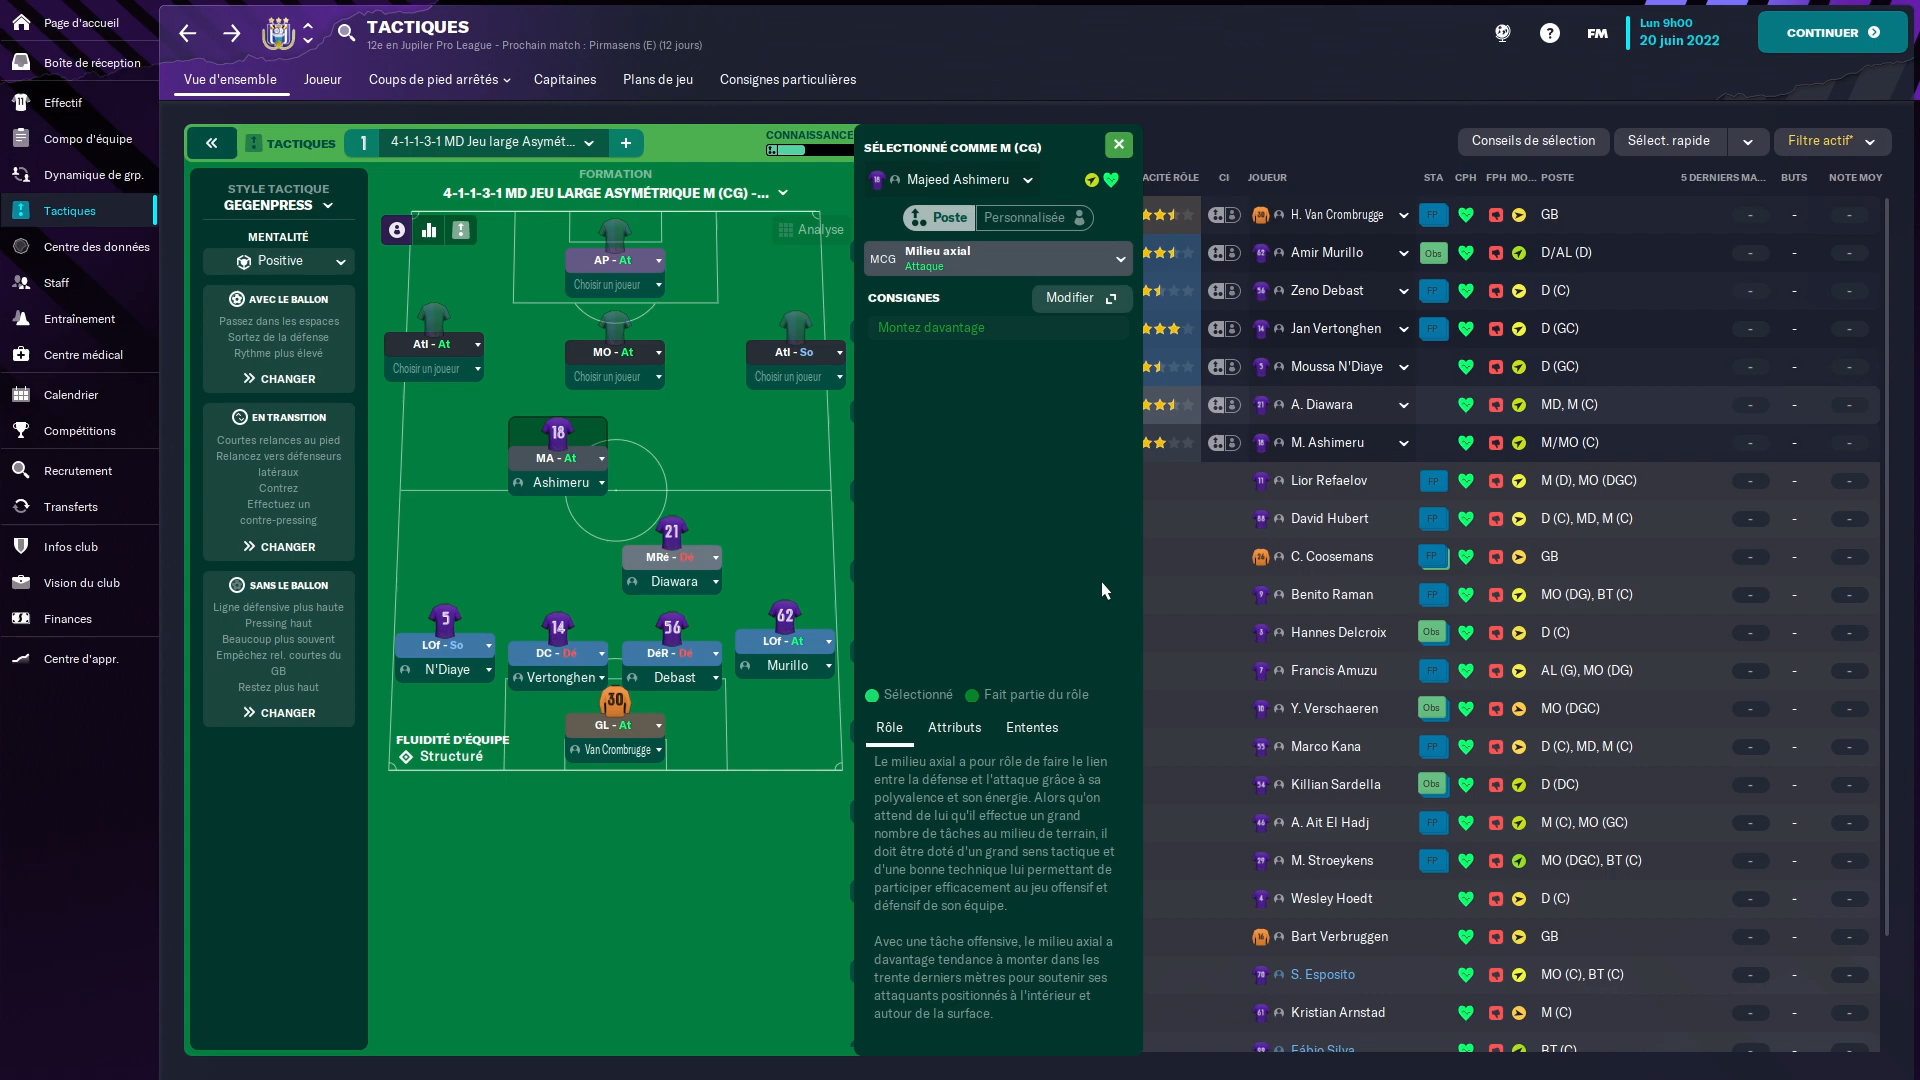 Page d'accueil
Boîte de réception
Effectif
Compo d'équipe
Dynamique de grp.
Tactiques
Centre des données
Staff
Entraînement
Centre médical
Calendrier
Compétitions
Recrutement
Transferts
Infos club
Vision du club
Finances
Centre d'appr.
TACTIQUES
12e en Jupiler Pro League - Prochain match : Pirmasens (E) (12 jours)
FM
Lun 9h00
20 juin 2022
CONTINUER
Vue d'ensemble
Joueur
Coups de pied arrêtés
Capitaines
Plans de jeu
Consignes particulières
TACTIQUES
1
4-1-1-3-1 MD Jeu large Asymét...
CONNAISSANCE
STYLE TACTIQUE
GEGENPRESS
MENTALITÉ
Positive
AVEC LE BALLON
Passez dans les espaces
Sortez de la défense
Rythme plus élevé
CHANGER
EN TRANSITION
Courtes relances au pied
Relancez vers défenseurs
latéraux
Contrez
Effectuez un
contre-pressing
CHANGER
SANS LE BALLON
Ligne défensive plus haute
Pressing haut
Beaucoup plus souvent
Empêchez rel. courtes du
GB
Restez plus haut
CHANGER
FORMATION
4-1-1-3-1 MD JEU LARGE ASYMÉTRIQUE M (CG) -...
Analyse
AP - At
Choisir un joueur
Atl - At
Choisir un joueur
MO - At
Choisir un joueur
Atl - So
Choisir un joueur
18
MA - At
Ashimeru
21
MRé - Dé
Diawara
5
LOf - So
N'Diaye
14
DC - Dé
Vertonghen
56
DéR - Dé
Debast
62
LOf - At
Murillo
30
GL - At
Van Crombrugge
FLUIDITÉ D'ÉQUIPE
Structuré
SÉLECTIONNÉ COMME M (CG)
Majeed Ashimeru
Poste
Personnalisée
MCG
Milieu axial
Attaque
CONSIGNES
Modifier
Montez davantage
Sélectionné
Fait partie du rôle
Rôle
Attributs
Ententes
Le milieu axial a pour rôle de faire le lien
entre la défense et l'attaque grâce à sa
polyvalence et son énergie. Alors qu'on
attend de lui qu'il effectue un grand
nombre de tâches au milieu de terrain, il
doit être doté d'un grand sens tactique et
d'une bonne technique lui permettant de
participer efficacement au jeu offensif et
défensif de son équipe.
Avec une tâche offensive, le milieu axial a
davantage tendance à monter dans les
trente derniers mètres pour soutenir ses
attaquants positionnés à l'intérieur et
autour de la surface.
Conseils de sélection
Sélect. rapide
Filtre actif*
ACITÉ RÔLE CI JOUEUR STA CPH FPH MO... POSTE 5 DERNIERS MA... BUTS NOTE MOY
H. Van Crombrugge FP GB - - -
Amir Murillo Obs D/AL (D) - - -
Zeno Debast FP D (C) - - -
Jan Vertonghen FP D (GC) - - -
Moussa N'Diaye D (GC) - - -
A. Diawara MD, M (C) - - -
M. Ashimeru M/MO (C) - - -
Lior Refaelov FP M (D), MO (DGC) - - -
David Hubert FP D (C), MD, M (C) - - -
C. Coosemans FP GB - - -
Benito Raman FP MO (DG), BT (C) - - -
Hannes Delcroix Obs D (C) - - -
Francis Amuzu FP AL (G), MO (DG) - - -
Y. Verschaeren Obs MO (DGC) - - -
Marco Kana FP D (C), MD, M (C) - - -
Killian Sardella Obs D (DC) - - -
A. Ait El Hadj FP M (C), MO (GC) - - -
M. Stroeykens FP MO (DGC), BT (C) - - -
Wesley Hoedt D (C) - - -
Bart Verbruggen GB - - -
S. Esposito MO (C), BT (C) - - -
Kristian Arnstad M (C) - - -
Fábio Silva BT (C) - - -